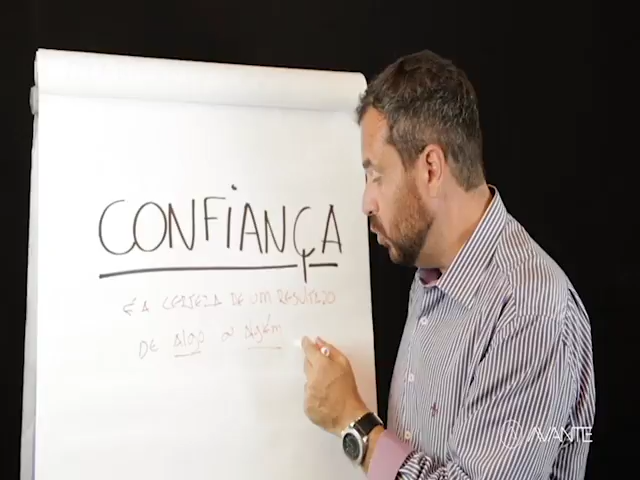 CONFiANÇA
É A CERTEZA DE UM RESULTADO
DE Algo ou Alguém
AVANTE